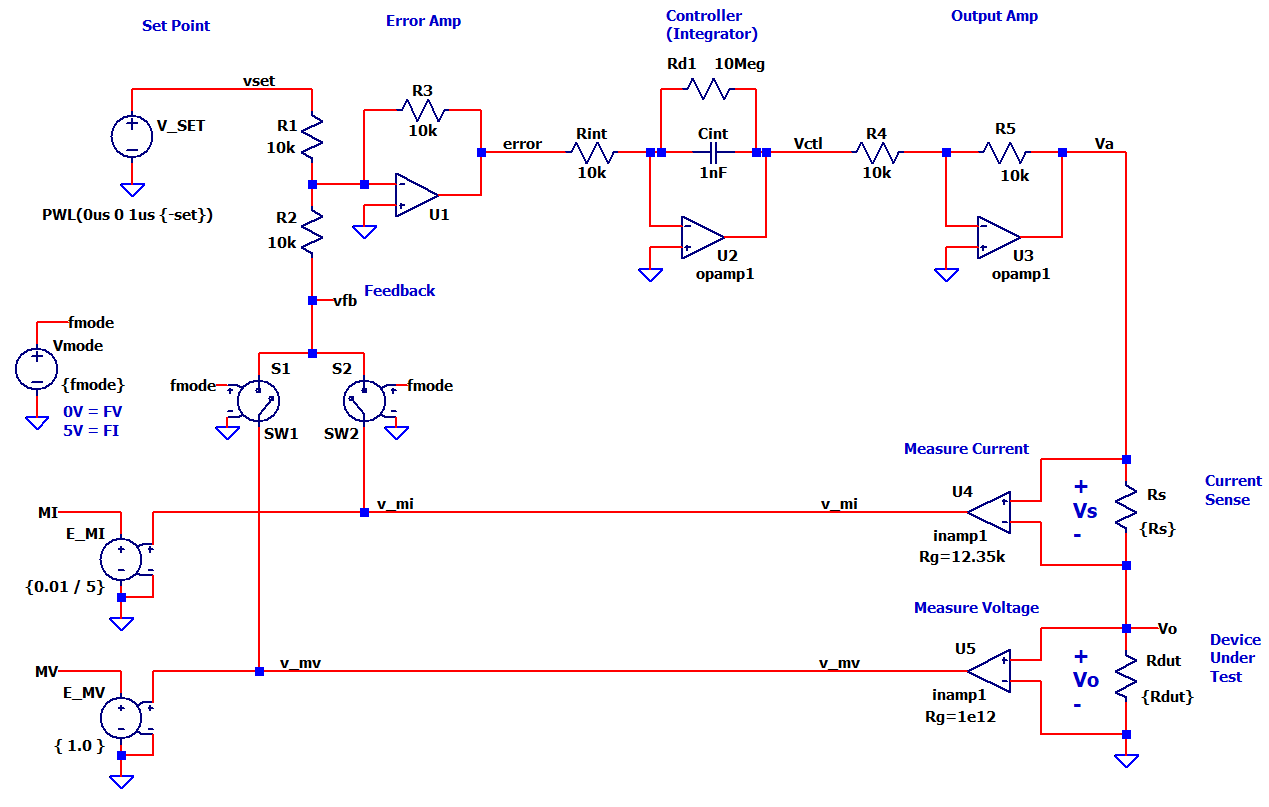 Set Point
Error Amp
Controller
(Integrator)
Output Amp
vset
V_SET
PWL(0us 0 1us {-set})
R1
10k
R2
10k
R3
10k
U1
error
Rint
10k
Rd1 10Meg
Cint
1nF
U2
opamp1
Vctl
R4
10k
R5
10k
U3
opamp1
Va
vfb
Feedback
fmode
Vmode
{fmode}
0V = FV
5V = FI
fmode
S1
SW1
S2
SW2
fmode
Measure Current
Current
Sense
MI
E_MI
{0.01 / 5}
v_mi
v_mi
U4
inamp1
Rg=12.35k
+
Vs
-
Rs
{Rs}
Measure Voltage
Device
Under
Test
MV
E_MV
{ 1.0 }
v_mv
v_mv
U5
inamp1
Rg=1e12
+
Vo
-
Vo
Rdut
{Rdut}